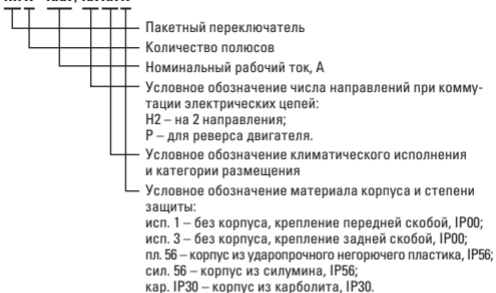 Пакетный переключатель
Количество полюсов
Номинальный рабочий ток, А
Условное обозначение числа направлений при комму-
тации электрических цепей:
Н2 – на 2 направления;
Р – для реверса двигателя.
Условное обозначение климатического исполнения
и категории размещения
Условное обозначение материала корпуса и степени
защиты:
исп. 1 – без корпуса, крепление передней скобой, IP00;
исп. 3 – без корпуса, крепление задней скобой, IP00;
пл. 56 – корпус из ударопрочного негорючего пластика, IP56;
сил. 56 – корпус из силумина, IP56;
кар. IP30 – корпус из карболита, IP30.